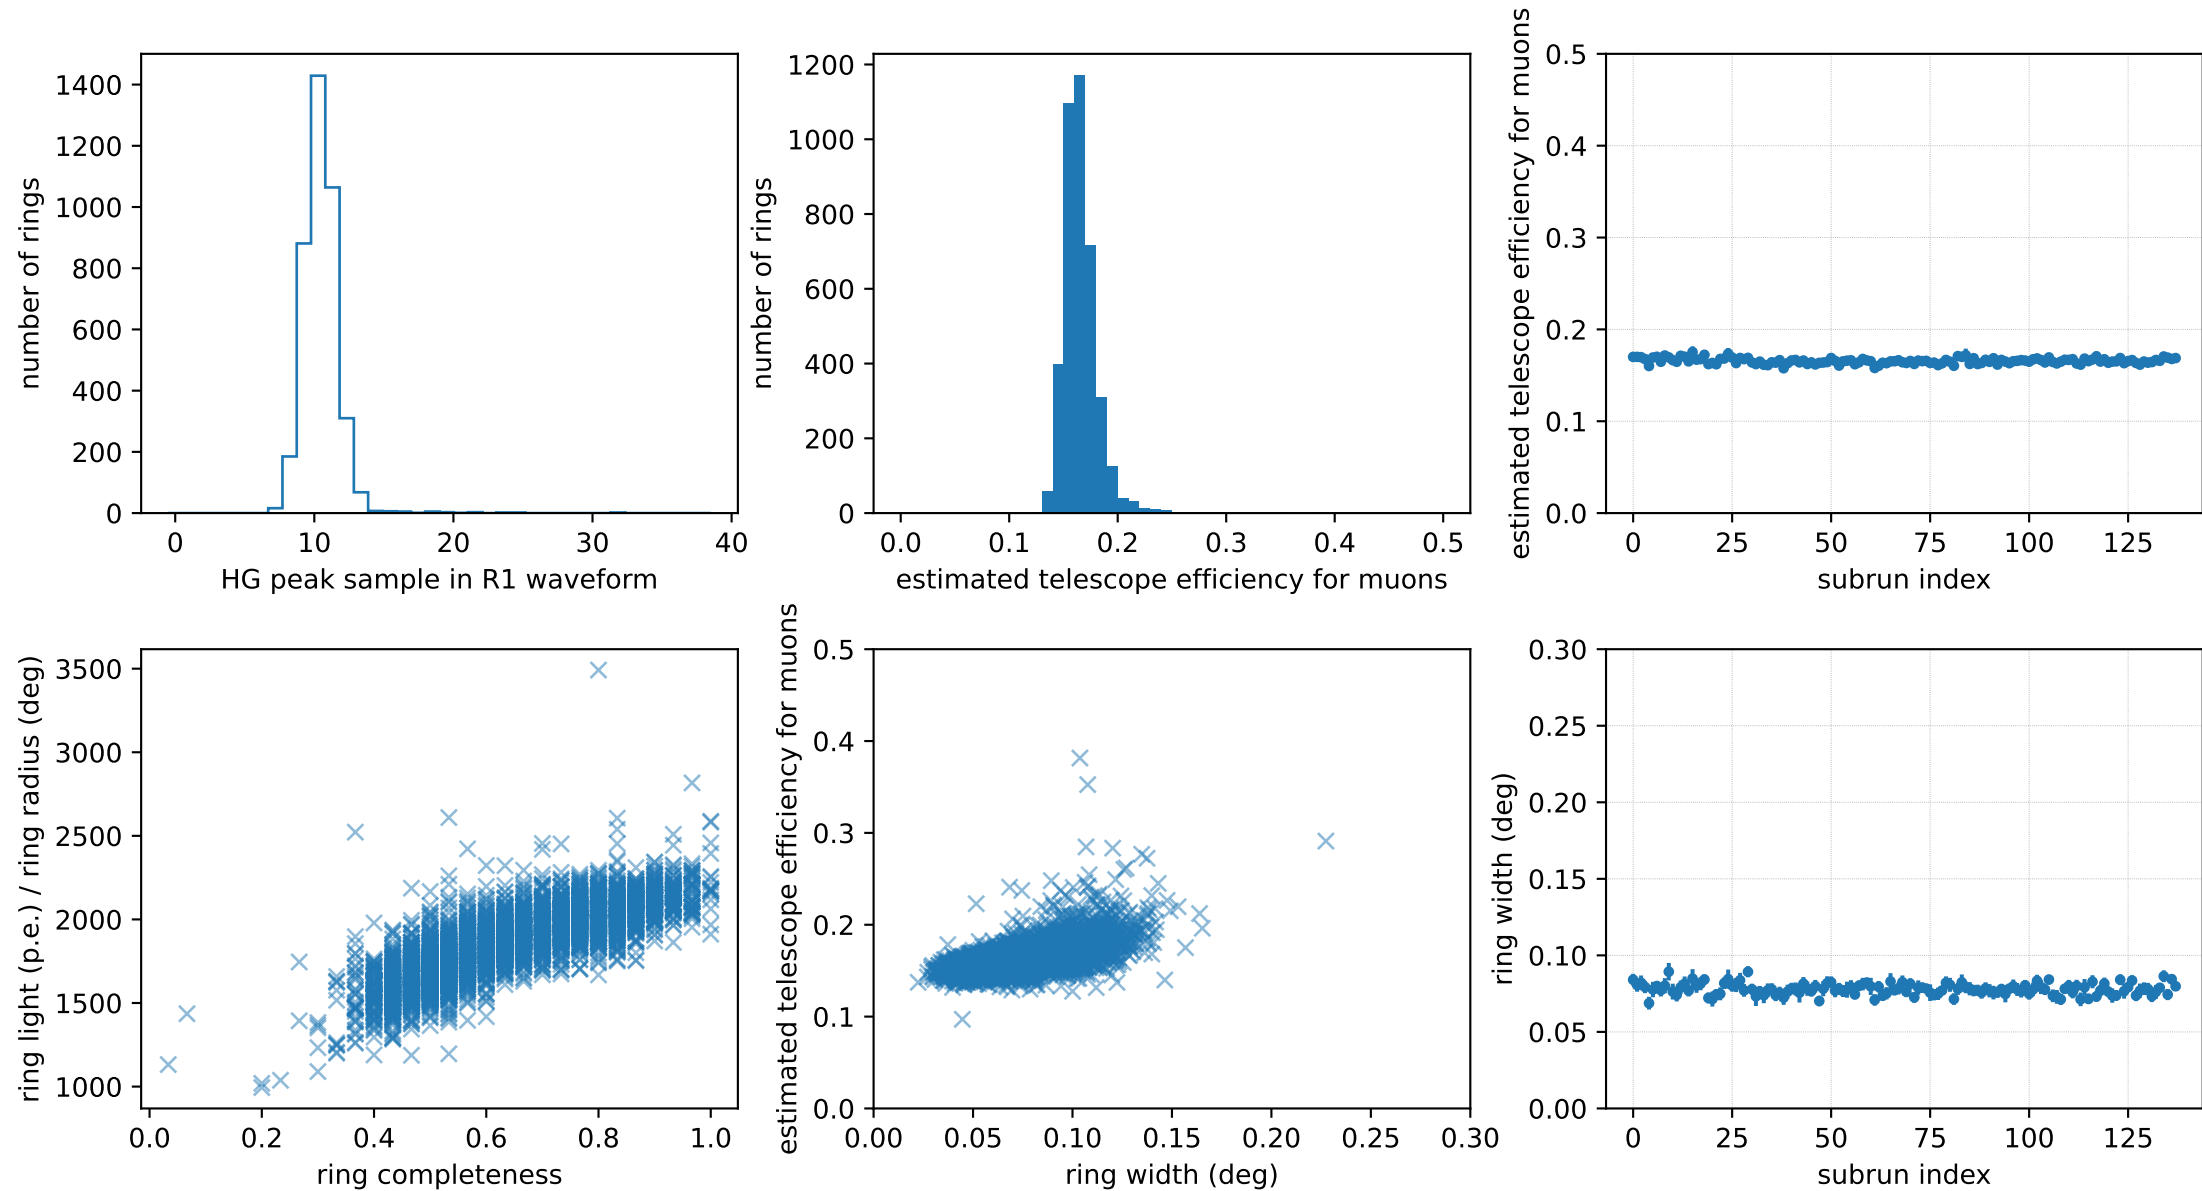 number of rings
1400
1200
1000
800
600
400
200
0
0 10 20 30 40
HG peak sample in R1 waveform
number of rings
1200
1000
800
600
400
200
0
0.0 0.1 0.2 0.3 0.4 0.5
estimated telescope efficiency for muons
estimated telescope efficiency for muons
0.5
0.4
0.3
0.2
0.1
0.0
0 25 50 75 100 125
subrun index
ring light (p.e.) / ring radius (deg)
3500
3000
2500
2000
1500
1000
0.0 0.2 0.4 0.6 0.8 1.0
ring completeness
estimated telescope efficiency for muons
0.5
0.4
0.3
0.2
0.1
0.0
0.00 0.05 0.10 0.15 0.20 0.25 0.30
ring width (deg)
ring width (deg)
0.30
0.25
0.20
0.15
0.10
0.05
0.00
0 25 50 75 100 125
subrun index